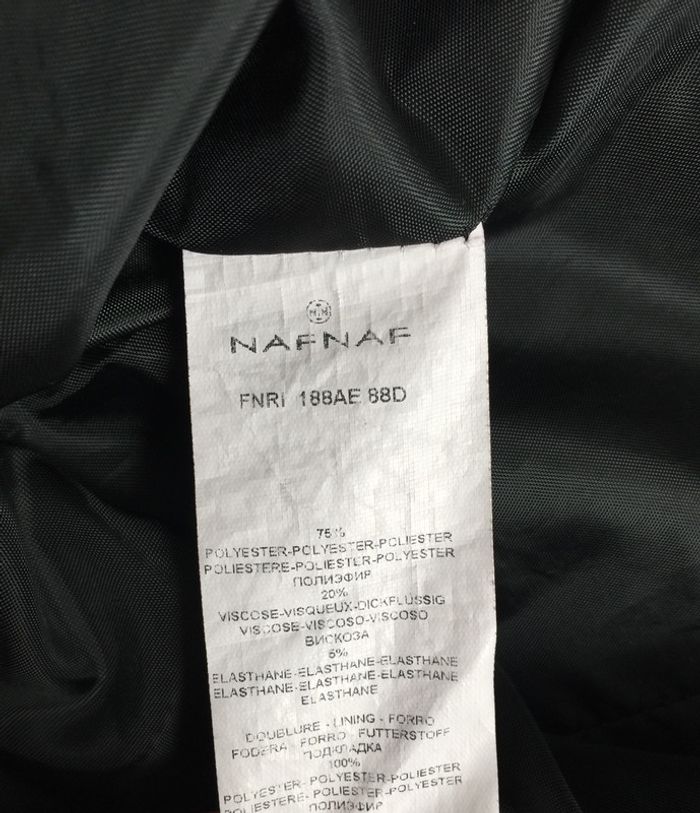 NAFNAF
FNRI 188AE 88D
75%
POLYESTER-POLYESTER-POLIESTER
POLIESTERE-POLIESTER-POLYESTER
ПОЛИЭФИР
20%
VISCOSE-VISQUEUX-DICKFLUSSIG
VISCOSE-VISCOSO-VISCOSO
ВИСКОЗА
5%
ELASTHANE-ELASTHANE-ELASTHANE
ELASTHANE-ELASTHANE-ELASTHANE
ELASTHANE
DOUBLURE - LINING - FORRO
FODERA - FORRO - FUTTERSTOFF
ПОДКЛАДКА
100%
POLYESTER- POLYESTER-POLIESTER
POLIESTERE- POLIESTER-POLYESTER
ПОЛИЭФИР